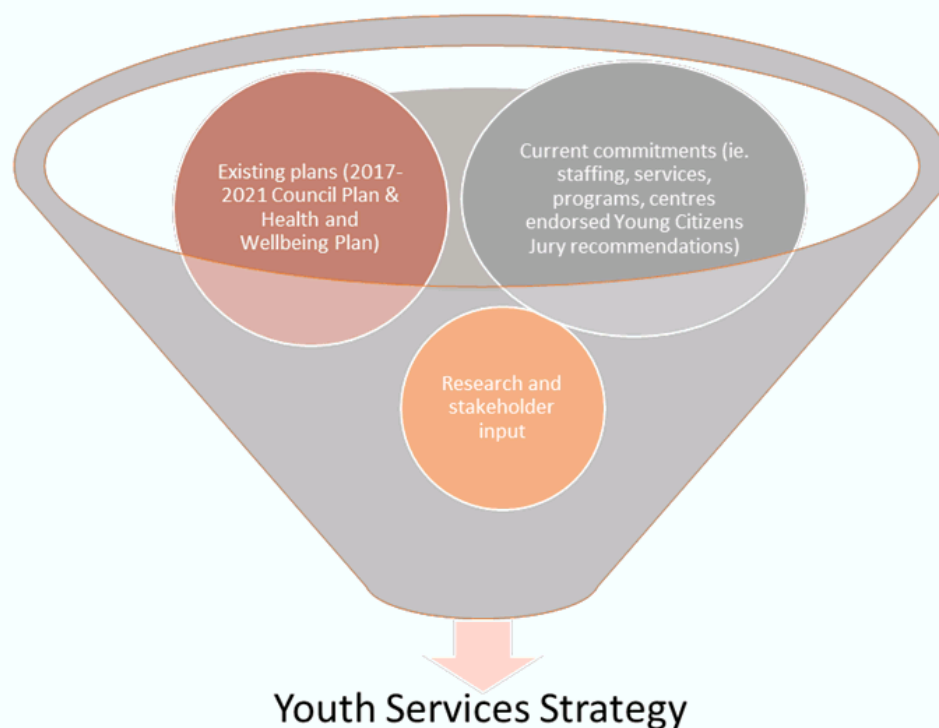 Existing plans (2017-
2021 Council Plan &
Health and
Wellbeing Plan)
Current commitments (ie.
staffing, services,
programs, centres
endorsed Young Citizens
Jury recommendations)
Research and
stakeholder
input
Youth Services Strategy